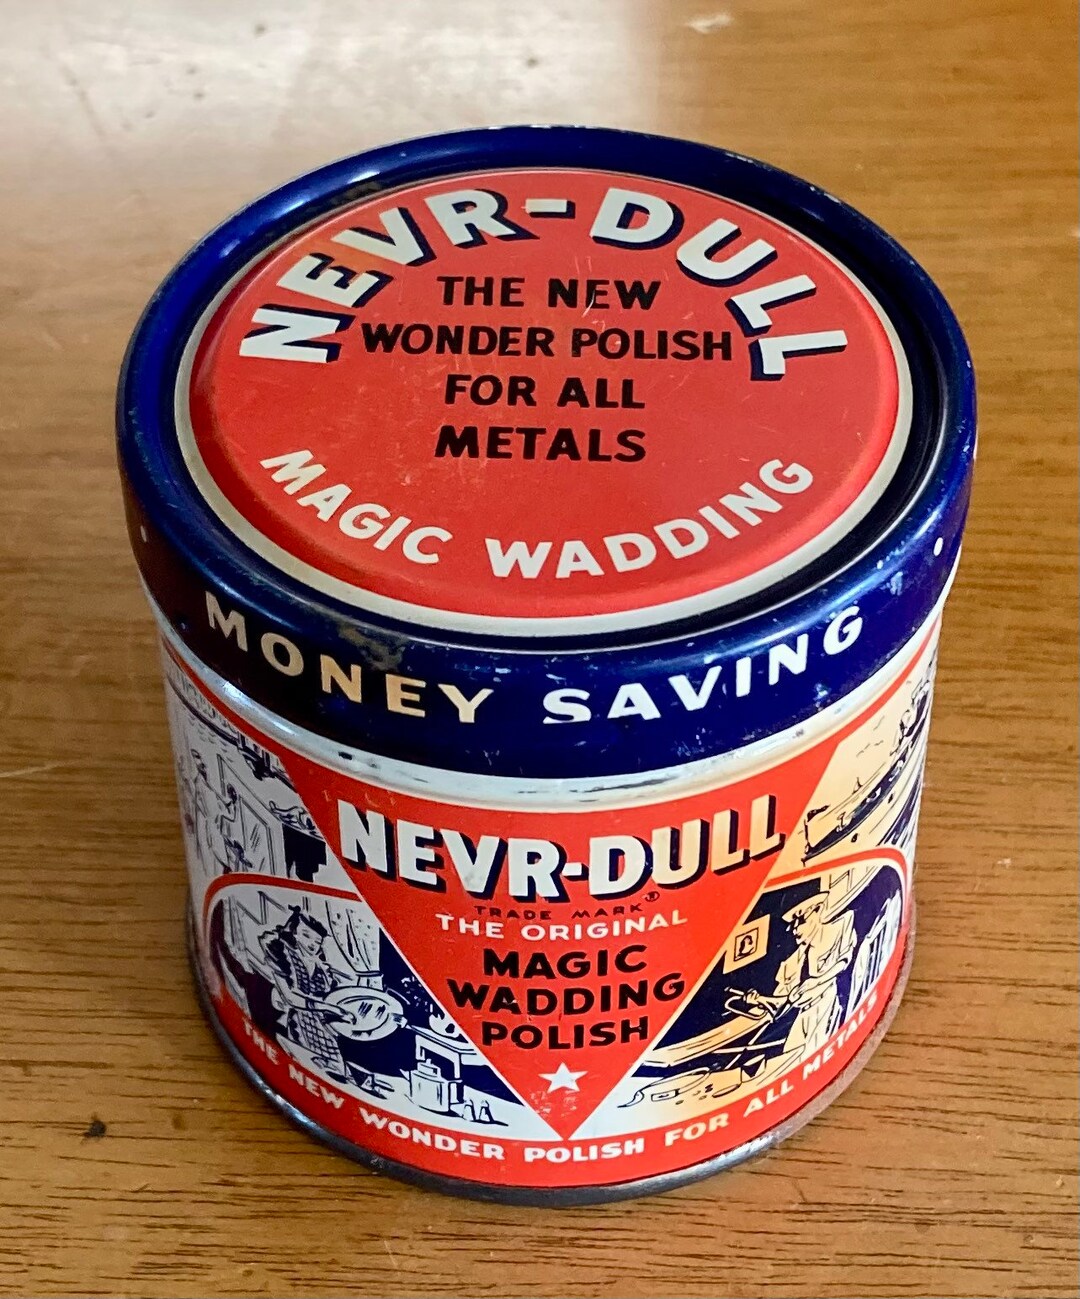 NEVR-DULL
THE NEW
WONDER POLISH
FOR ALL
METALS
MAGIC WADDING
MONEY SAVING
NEVR-DULL
TRADE MARK®
THE ORIGINAL
MAGIC
WADDING
POLISH
THE NEW WONDER POLISH FOR ALL METALS